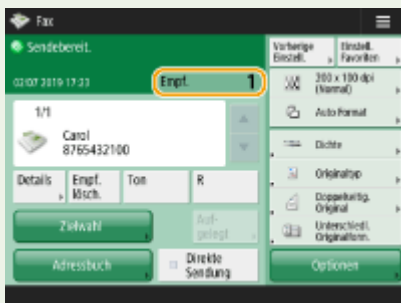 Fax
Sendebereit.
02/07 2019 17:23
Empf. 1
1/1
Carol
8765432100
Details
Empf.
lösch.
Ton
R
Zielwahl
Auf-
gelegt
Adressbuch
Direkte
Sendung
Vorherige
Einstell.
Einstell.
Favoriten
200 x 100 dpi
(Normal)
Auto Format
Dichte
Originaltyp
Doppelseitig.
Original
Unterschiedl.
Originalform.
Optionen